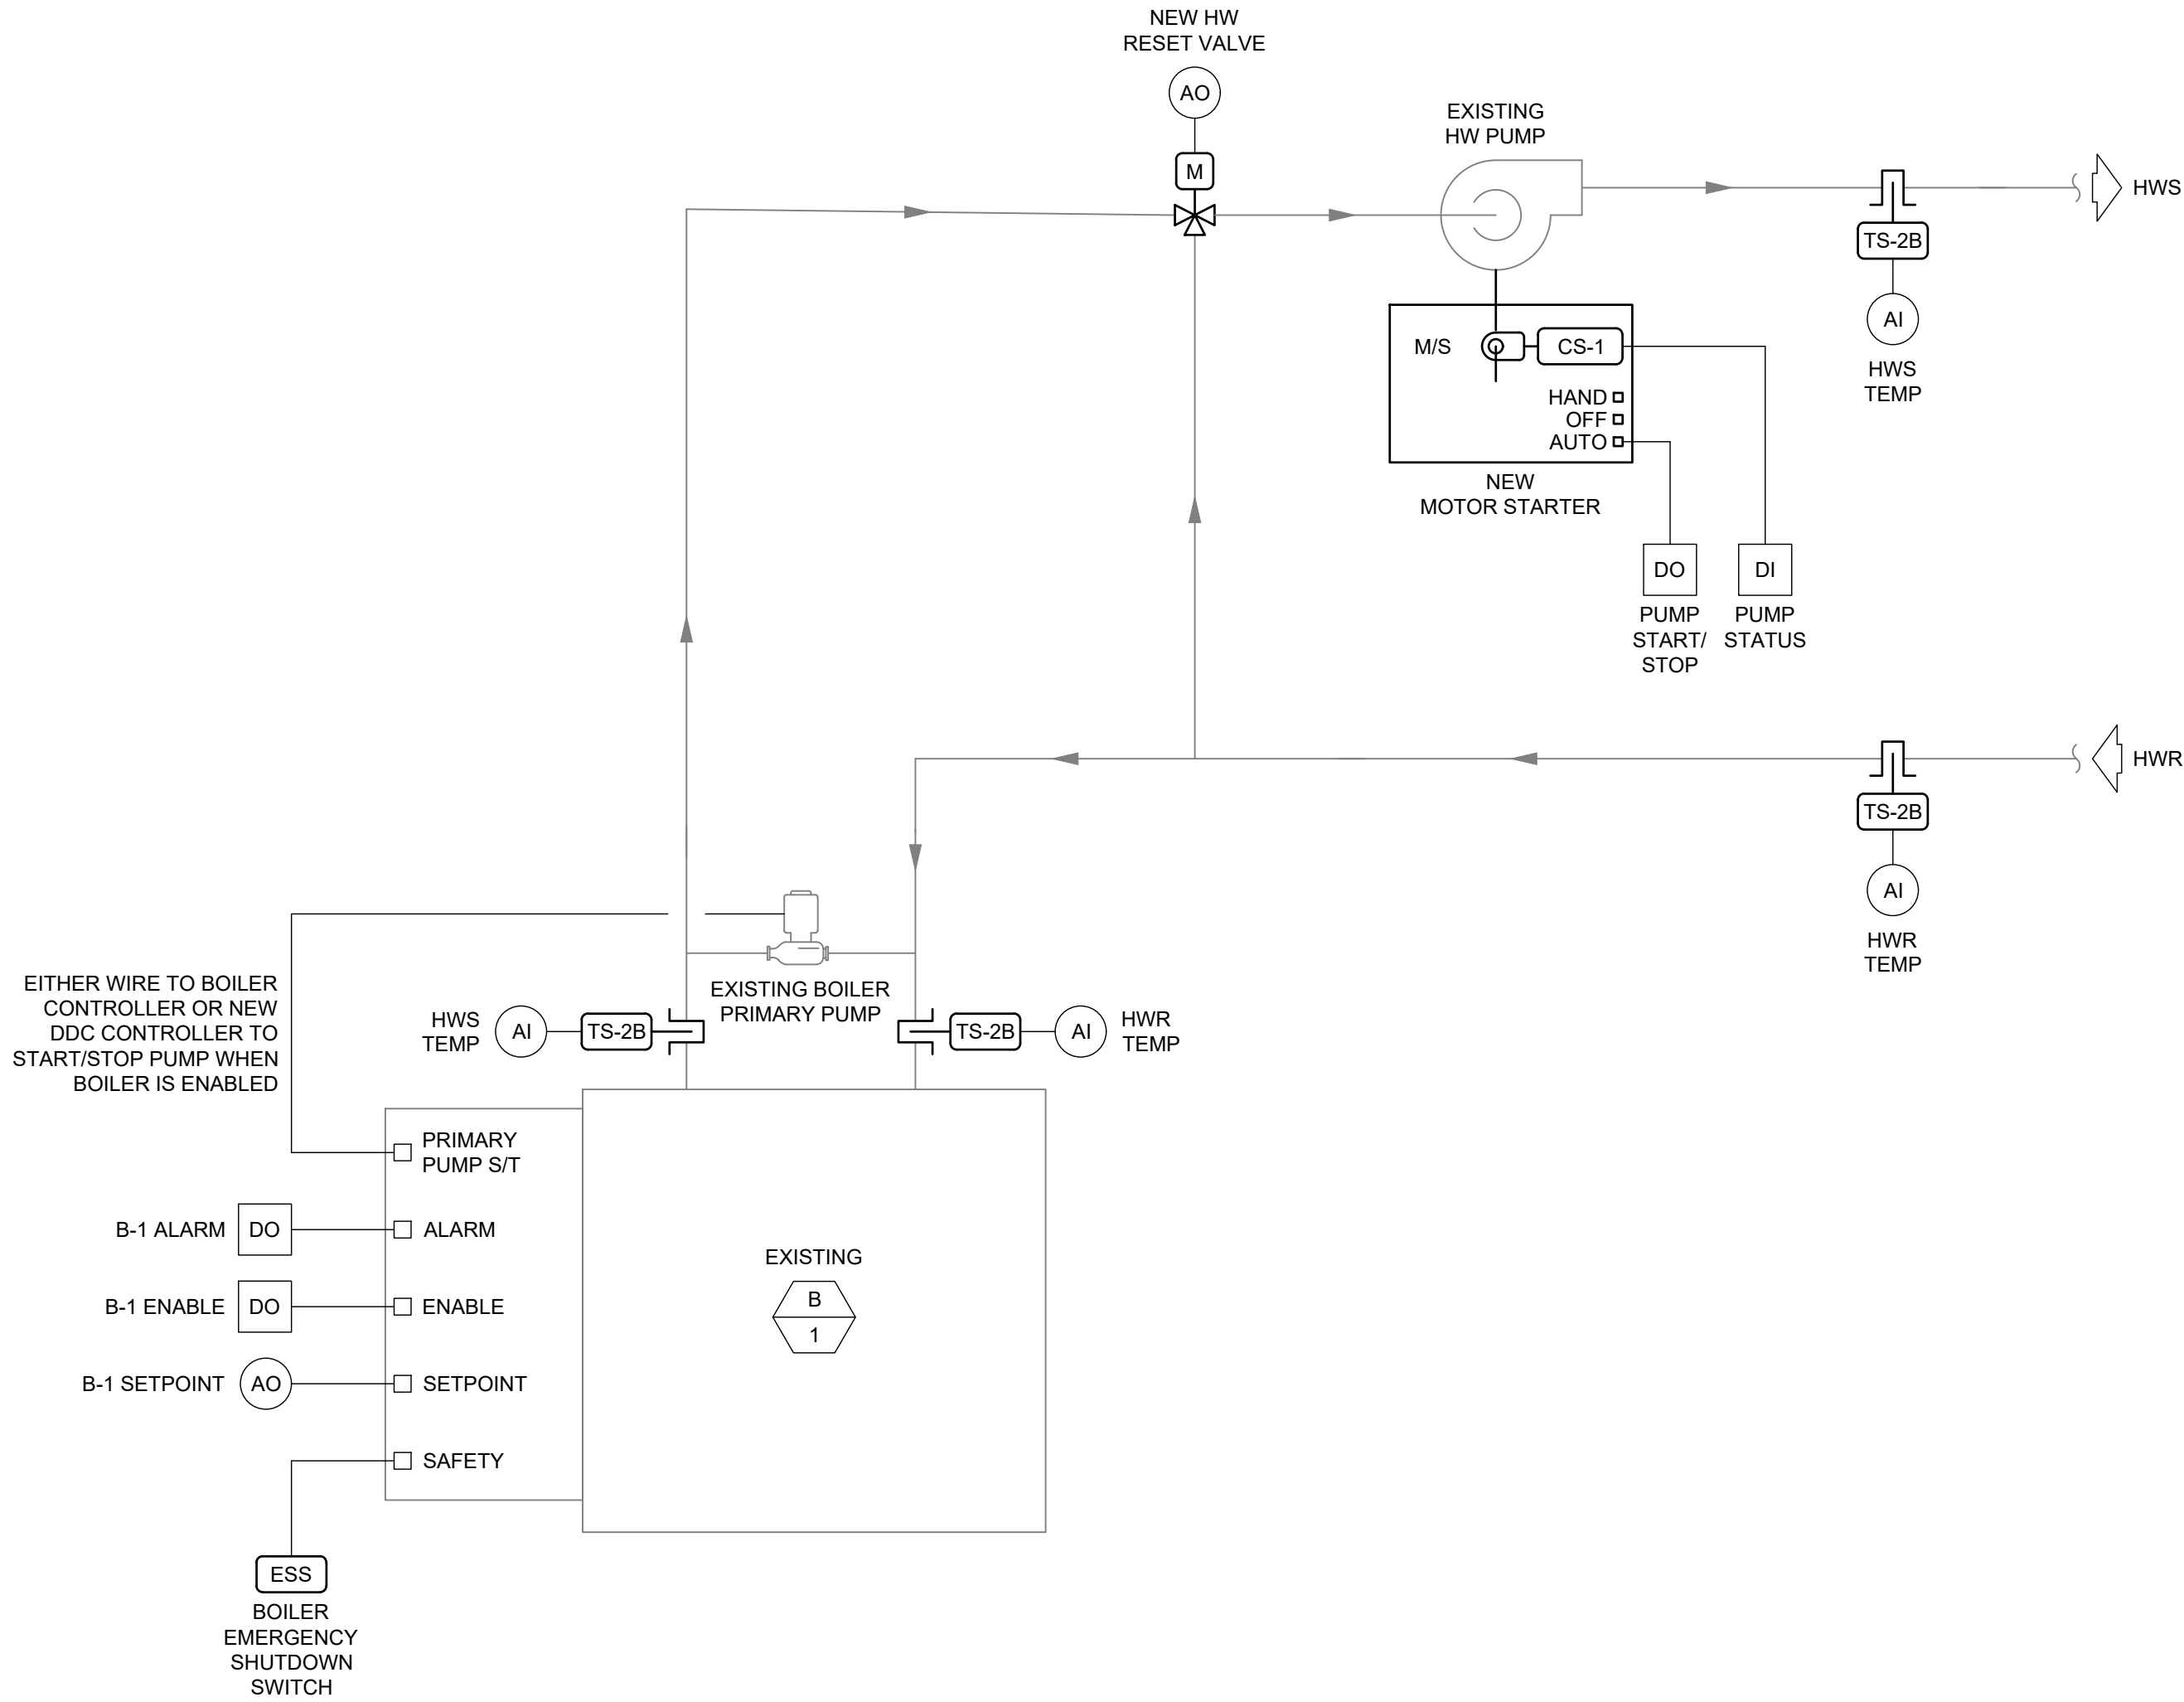 NEW HW
RESET VALVE
AO
M
EXISTING
HW PUMP
HWS
TS-2B
AI
HWS
TEMP
M/S
CS-1
HAND
OFF
AUTO
NEW
MOTOR STARTER
DO
DI
PUMP
START/
STOP
PUMP
STATUS
HWR
TS-2B
AI
HWR
TEMP
EITHER WIRE TO BOILER
CONTROLLER OR NEW
DDC CONTROLLER TO
START/STOP PUMP WHEN
BOILER IS ENABLED
EXISTING BOILER
PRIMARY PUMP
HWS
TEMP
AI
TS-2B
TS-2B
AI
HWR
TEMP
PRIMARY
PUMP S/T
B-1 ALARM
DO
ALARM
B-1 ENABLE
DO
ENABLE
B-1 SETPOINT
AO
SETPOINT
SAFETY
EXISTING
B
1
ESS
BOILER
EMERGENCY
SHUTDOWN
SWITCH